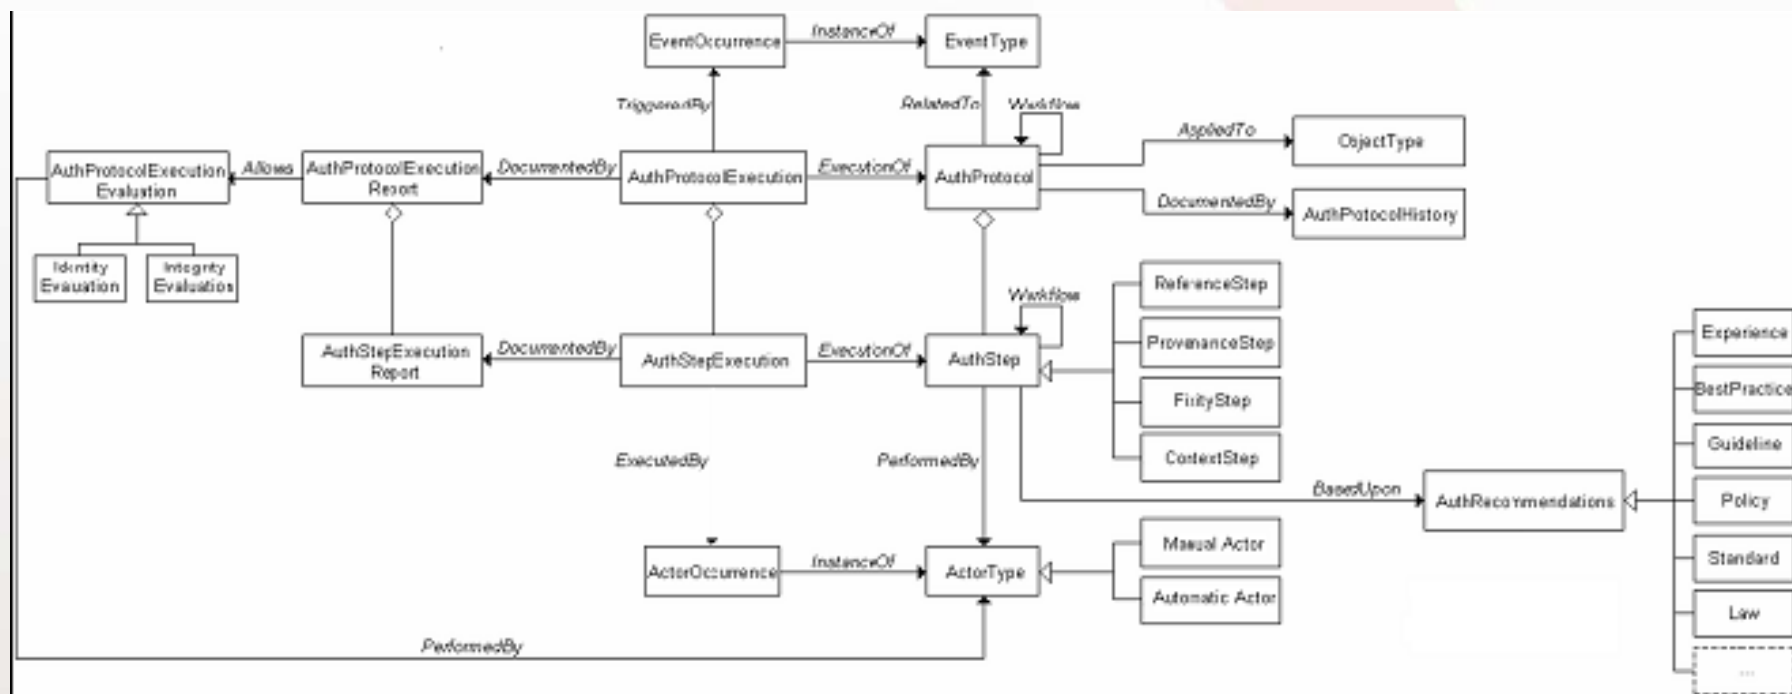 EventOccurrence
InstanceOf
EventType
TriggeredBy
RelatedTo
Workflow
AppliedTo
ObjectType
AuthProtocolExecution
Evaluation
Allows
AuthProtocolExecution
Report
DocumentedBy
AuthProtocolExecution
ExecutionOf
AuthProtocol
DocumentedBy
AuthProtocolHistory
Identity
Evaluation
Integrity
Evaluation
Workflow
ReferenceStep
ProvenanceStep
AuthStepExecution
Report
DocumentedBy
AuthStepExecution
ExecutionOf
AuthStep
FixityStep
ContextStep
Experience
BestPractice
Guideline
ExecutedBy
PerformedBy
BasedUpon
AuthRecommendations
Policy
Standard
Law
...
ActorOccurrence
InstanceOf
ActorType
Manual Actor
Automatic Actor
PerformedBy